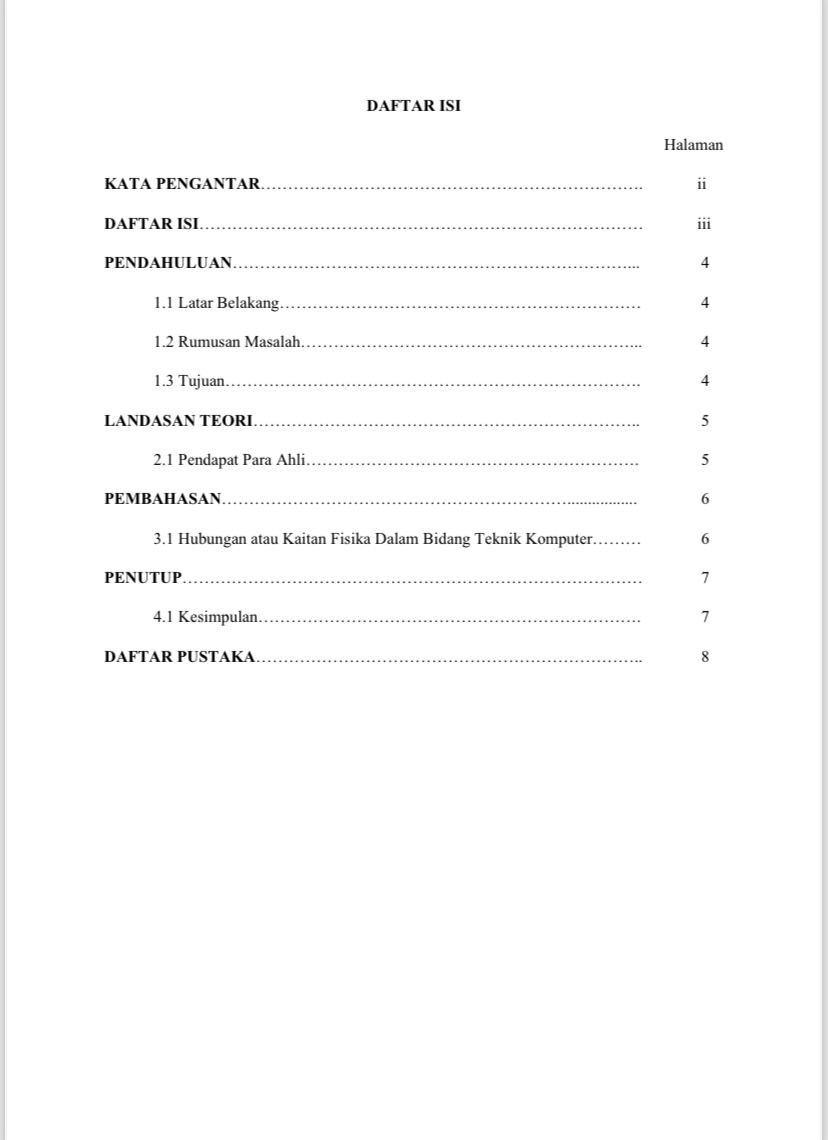 DAFTAR ISI
Halaman
KATA PENGANTAR……………………………………………………………. ii
DAFTAR ISI……………………………………………………………………… iii
PENDAHULUAN……………………………………………………………... 4
1.1 Latar Belakang………………………………………………………… 4
1.2 Rumusan Masalah……………………………………………………... 4
1.3 Tujuan…………………………………………………………………. 4
LANDASAN TEORI…………………………………………………………….. 5
2.1 Pendapat Para Ahli……………………………………………………. 5
PEMBAHASAN………………………………………………………................. 6
3.1 Hubungan atau Kaitan Fisika Dalam Bidang Teknik Komputer……… 6
PENUTUP………………………………………………………………………… 7
4.1 Kesimpulan……………………………………………………………. 7
DAFTAR PUSTAKA…………………………………………………………….. 8